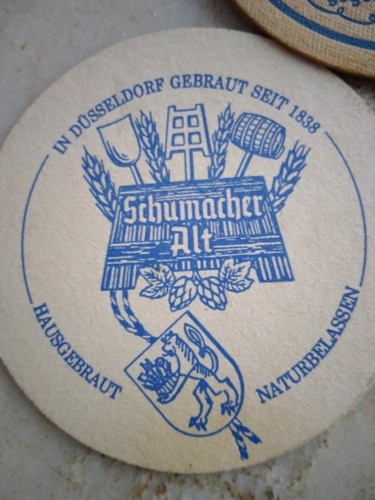 IN DÜSSELDORF GEBRAUT SEIT 1838
Schumacher
Alt
HAUSGEBRAUT
NATURBELASSEN